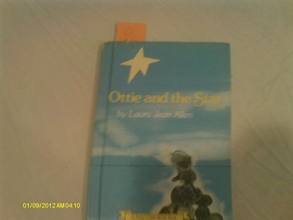 Ottie and the Star
by Laura Jean Allen
01/09/2012 AM 04:10